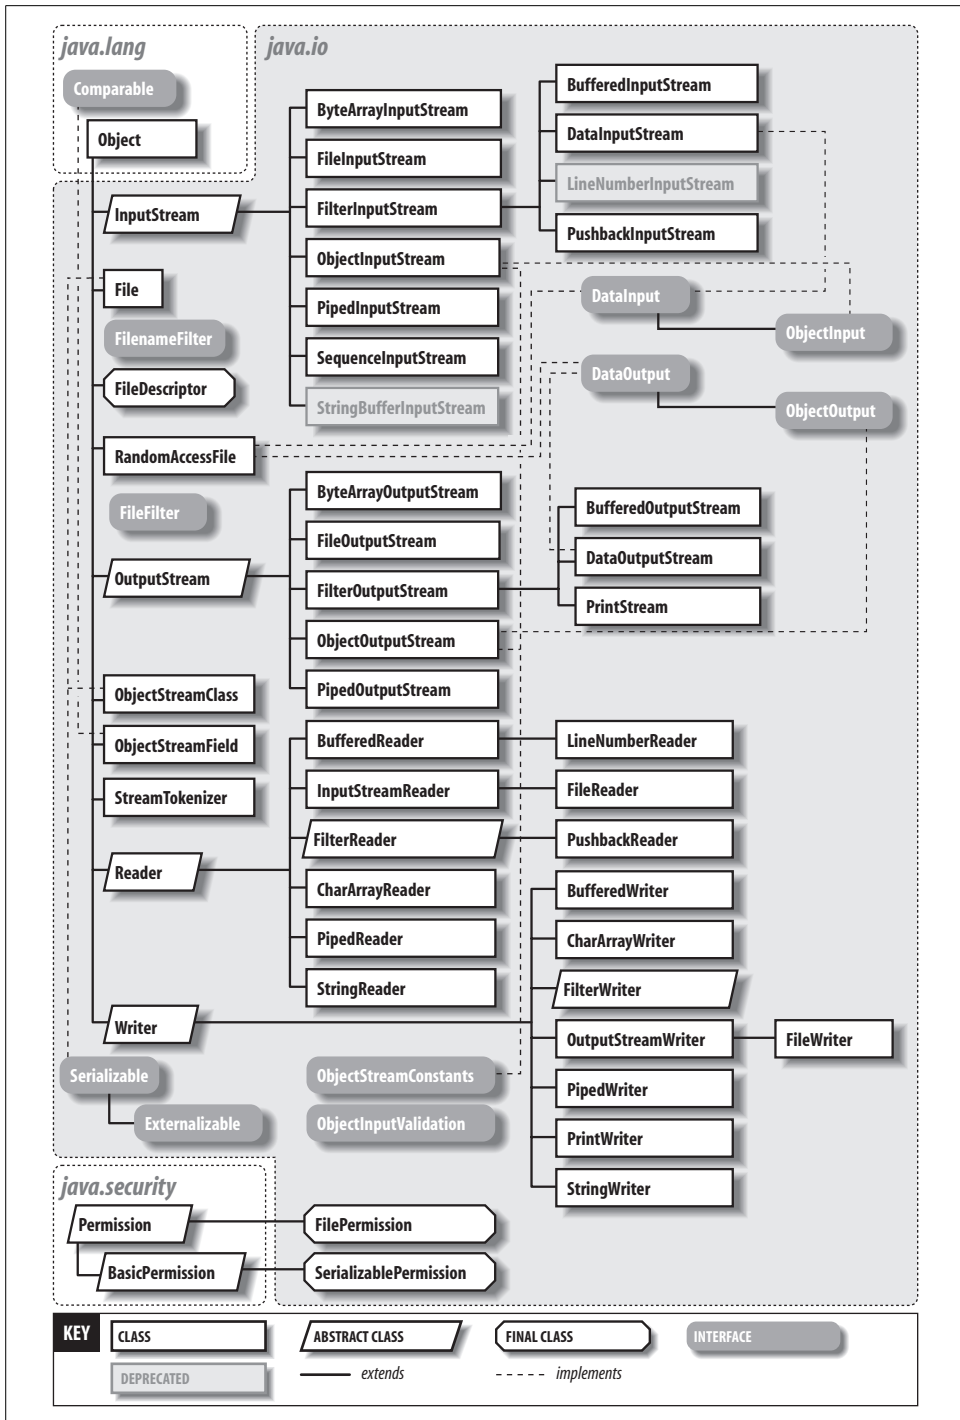 java.lang
java.io
Comparable
Object
InputStream
ByteArrayInputStream
FileInputStream
FilterInputStream
ObjectInputStream
PipedInputStream
SequenceInputStream
StringBufferInputStream
BufferedInputStream
DataInputStream
LineNumberInputStream
PushbackInputStream
File
FilenameFilter
FileDescriptor
DataInput
ObjectInput
DataOutput
ObjectOutput
RandomAccessFile
FileFilter
OutputStream
ByteArrayOutputStream
FileOutputStream
FilterOutputStream
ObjectOutputStream
PipedOutputStream
BufferedOutputStream
DataOutputStream
PrintStream
ObjectStreamClass
ObjectStreamField
StreamTokenizer
Reader
BufferedReader
InputStreamReader
FilterReader
CharArrayReader
PipedReader
StringReader
LineNumberReader
FileReader
PushbackReader
Writer
BufferedWriter
CharArrayWriter
FilterWriter
OutputStreamWriter
FileWriter
PipedWriter
PrintWriter
StringWriter
Serializable
Externalizable
ObjectStreamConstants
ObjectInputValidation
java.security
Permission
FilePermission
BasicPermission
SerializablePermission
KEY
CLASS
ABSTRACT CLASS
FINAL CLASS
INTERFACE
DEPRECATED
extends
implements